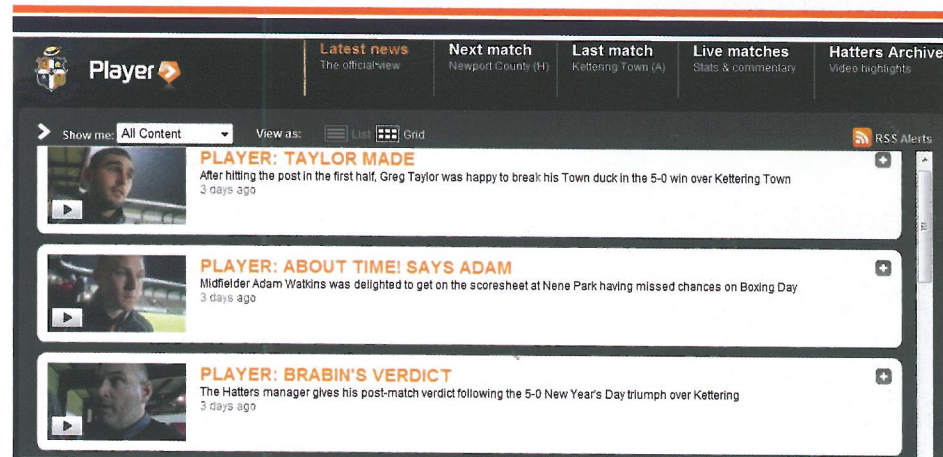 Player
Latest news
The official view
Next match
Newport County (H)
Last match
Kettering Town (A)
Live matches
Stats & commentary
Hatters Archive
Video highlights
Show me: All Content View as: List Grid RSS Alerts
PLAYER: TAYLOR MADE
After hitting the post in the first half, Greg Taylor was happy to break his Town duck in the 5-0 win over Kettering Town
3 days ago
PLAYER: ABOUT TIME! SAYS ADAM
Midfielder Adam Watkins was delighted to get on the scoresheet at Nene Park having missed chances on Boxing Day
3 days ago
PLAYER: BRABIN'S VERDICT
The Hatters manager gives his post-match verdict following the 5-0 New Year's Day triumph over Kettering
3 days ago